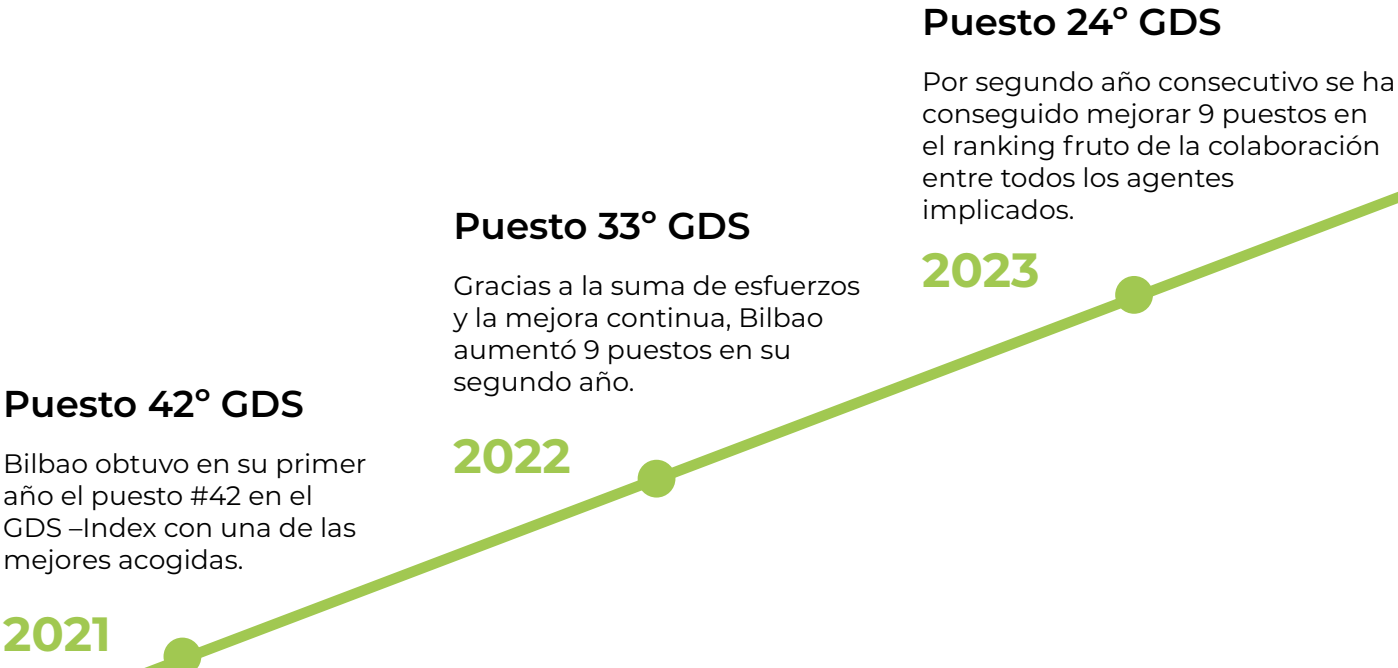 Puesto 42º GDS
Bilbao obtuvo en su primer
año el puesto #42 en el
GDS –Index con una de las
mejores acogidas.
2021
Puesto 33º GDS
Gracias a la suma de esfuerzos
y la mejora continua, Bilbao
aumentó 9 puestos en su
segundo año.
2022
Puesto 24º GDS
Por segundo año consecutivo se ha
conseguido mejorar 9 puestos en
el ranking fruto de la colaboración
entre todos los agentes
implicados.
2023